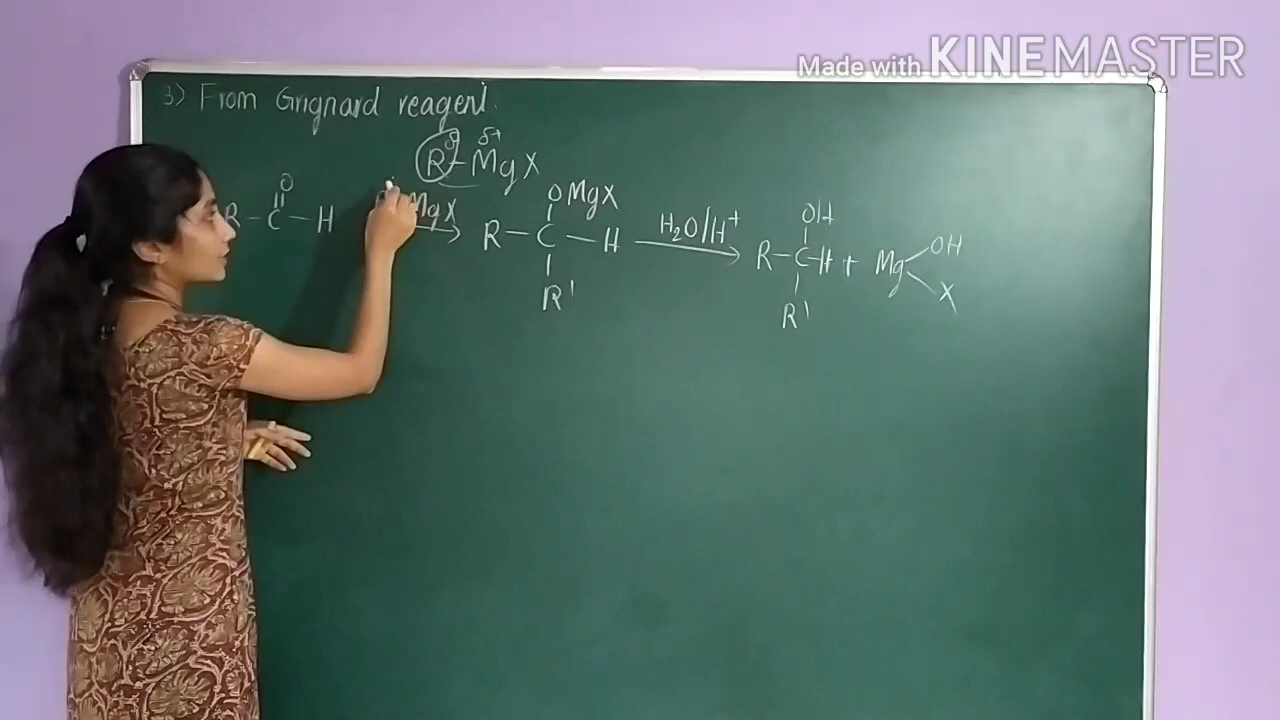 Made with KINEMASTER
3) From Grignard reagent.
δ- δ+
R-MgX
O OMgX OH
R-C-H MgX → R-C-H H2O/H+ → R-C-H + Mg OH
R' R' X